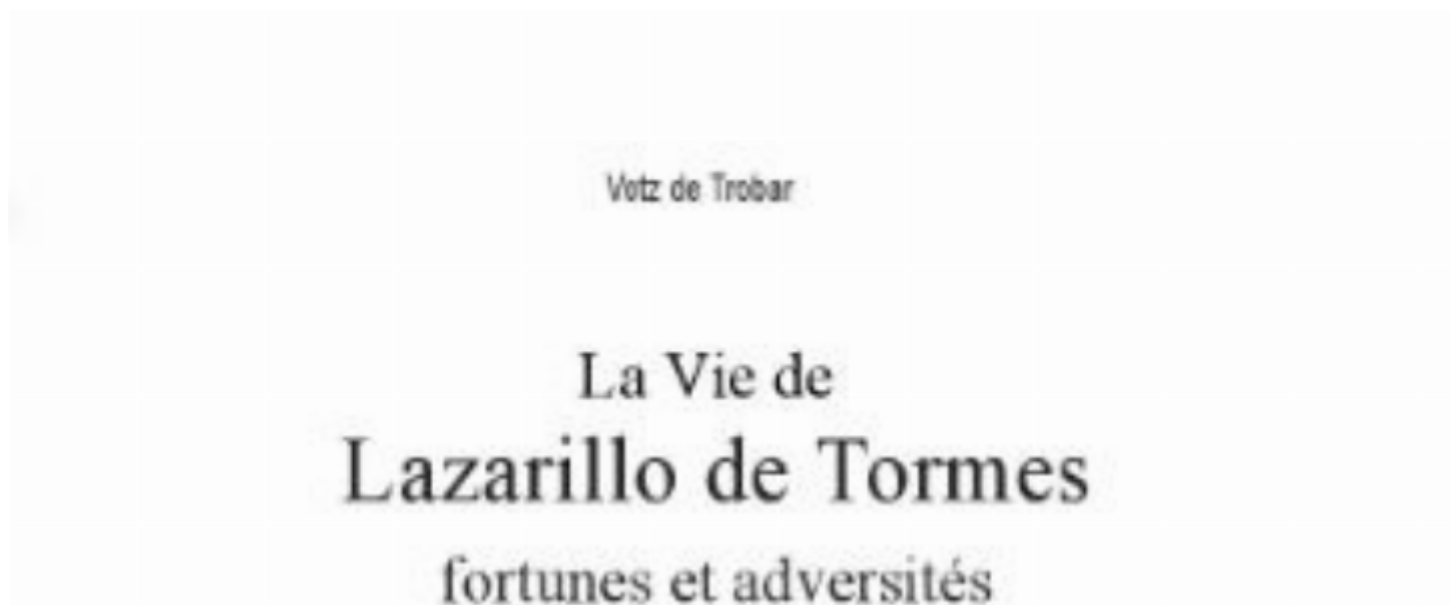 Votz de Trobar
La Vie de
Lazarillo de Tormes
fortunes et adversités